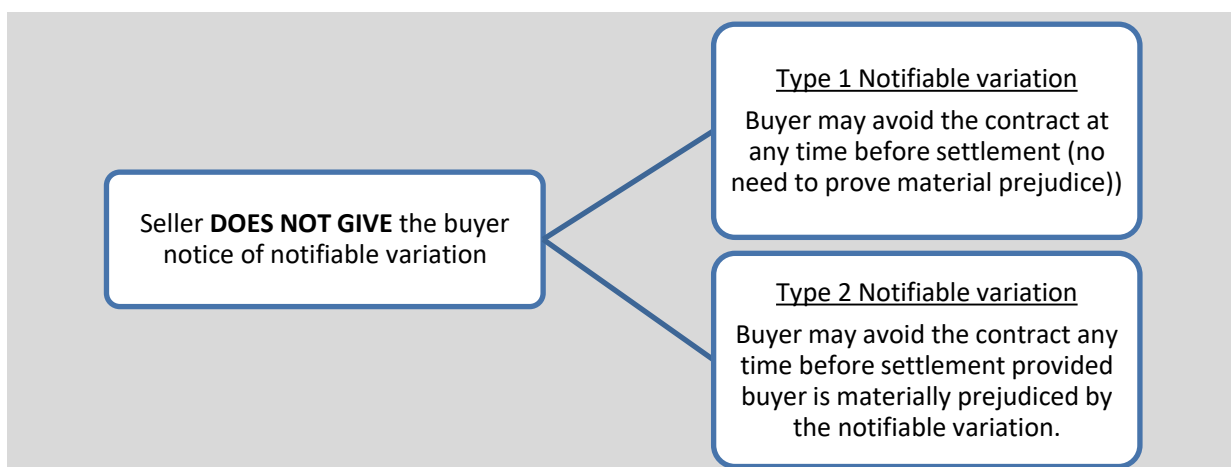 Seller DOES NOT GIVE the buyer
notice of notifiable variation
Type 1 Notifiable variation
Buyer may avoid the contract at
any time before settlement (no
need to prove material prejudice))
Type 2 Notifiable variation
Buyer may avoid the contract any
time before settlement provided
buyer is materially prejudiced by
the notifiable variation.